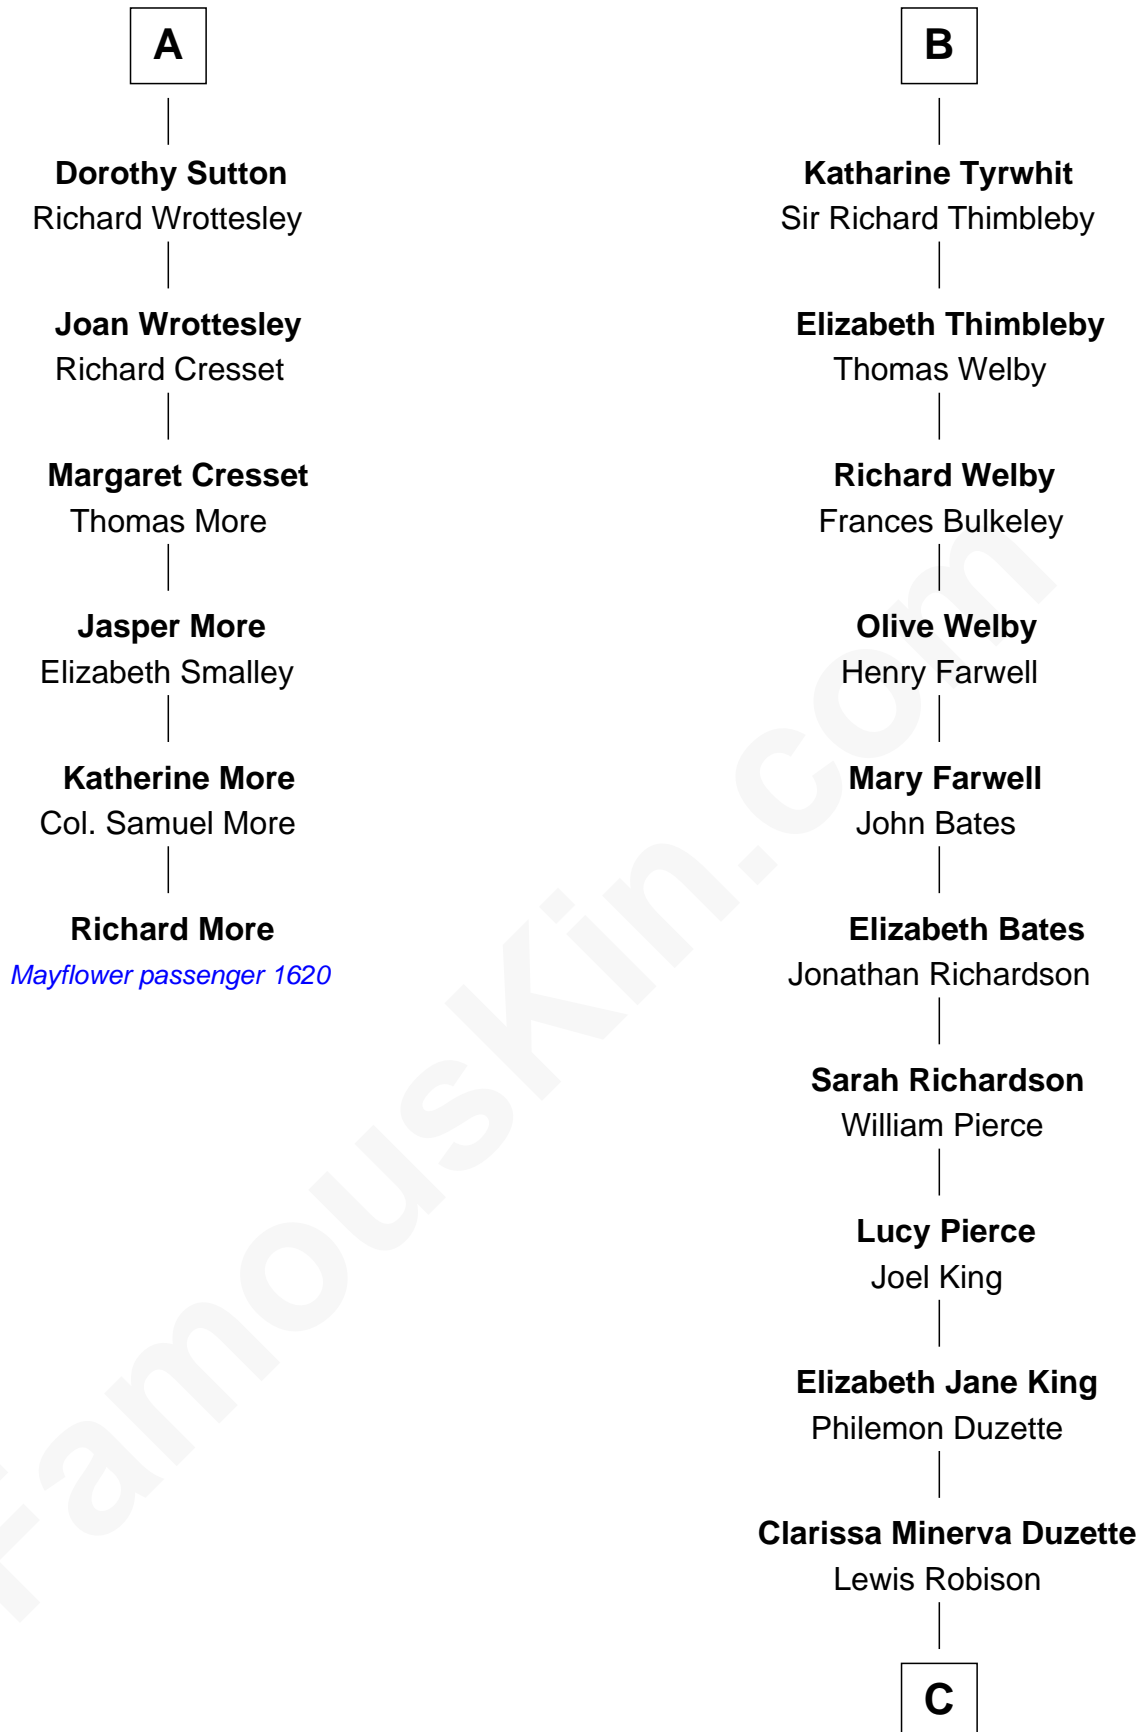 A
Dorothy Sutton
Richard Wrottesley
Joan Wrottesley
Richard Cresset
Margaret Cresset
Thomas More
Jasper More
Elizabeth Smalley
Katherine More
Col. Samuel More
Richard More
Mayflower passenger 1620
B
Katharine Tyrwhit
Sir Richard Thimbleby
Elizabeth Thimbleby
Thomas Welby
Richard Welby
Frances Bulkeley
Olive Welby
Henry Farwell
Mary Farwell
John Bates
Elizabeth Bates
Jonathan Richardson
Sarah Richardson
William Pierce
Lucy Pierce
Joel King
Elizabeth Jane King
Philemon Duzette
Clarissa Minerva Duzette
Lewis Robison
C
FamousKin.com